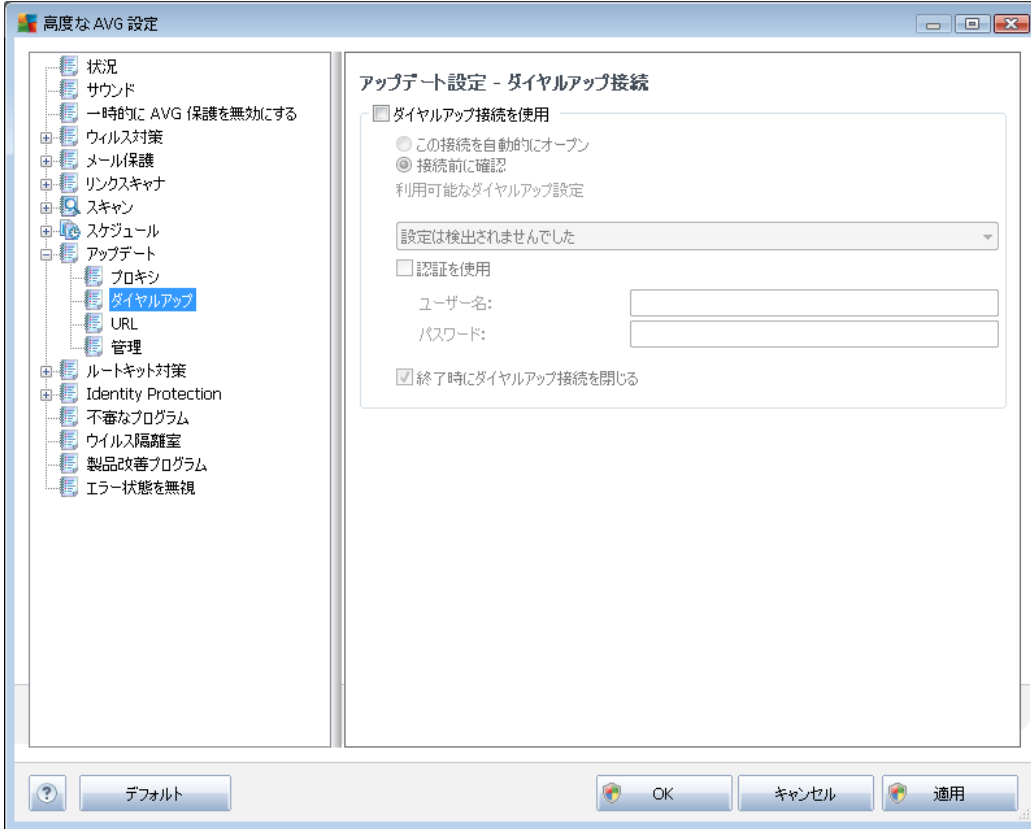 高度な AVG 設定
状況
サウンド
一時的に AVG 保護を無効にする
ウィルス対策
メール保護
リンクスキャナ
スキャン
スケジュール
アップデート
プロキシ
ダイヤルアップ
URL
管理
ルートキット対策
Identity Protection
不審なプログラム
ウイルス隔離室
製品改善プログラム
エラー状態を無視
アップデート設定 - ダイヤルアップ接続
ダイヤルアップ接続を使用
この接続を自動的にオープン
接続前に確認
利用可能なダイヤルアップ設定
設定は検出されませんでした
認証を使用
ユーザー名:
パスワード:
終了時にダイヤルアップ接続を閉じる
?
デフォルト
OK
キャンセル
適用